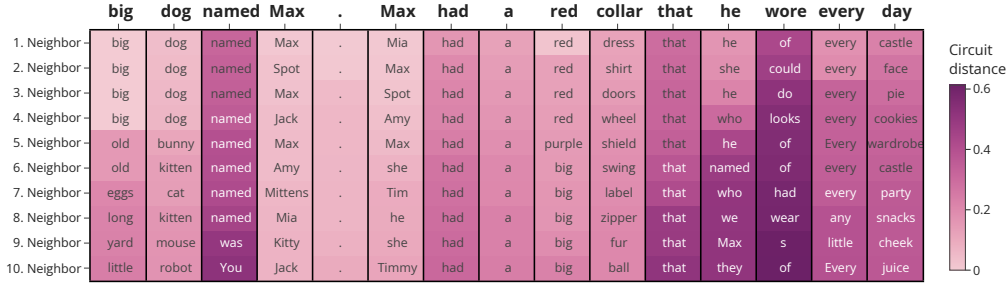 big dog named Max . Max had a red collar that he wore every day
1. Neighbor big dog named Max . Mia had a red dress that he of every castle
2. Neighbor big dog named Spot . Max had a red shirt that she could every face
3. Neighbor big dog named Max . Spot had a red doors that he do every pie
4. Neighbor big dog named Jack . Amy had a red wheel that who looks every cookies
5. Neighbor old bunny named Max . Max had a purple shield that he of Every wardrobe
6. Neighbor old kitten named Amy . she had a big swing that named of every castle
7. Neighbor eggs cat named Mittens . Tim had a big label that who had every party
8. Neighbor long kitten named Mia . he had a big zipper that we wear any snacks
9. Neighbor yard mouse was Kitty . she had a big fur that Max s little cheek
10. Neighbor little robot You Jack . Timmy had a big ball that they of Every juice
Circuit
distance
0.6
0.4
0.2
0